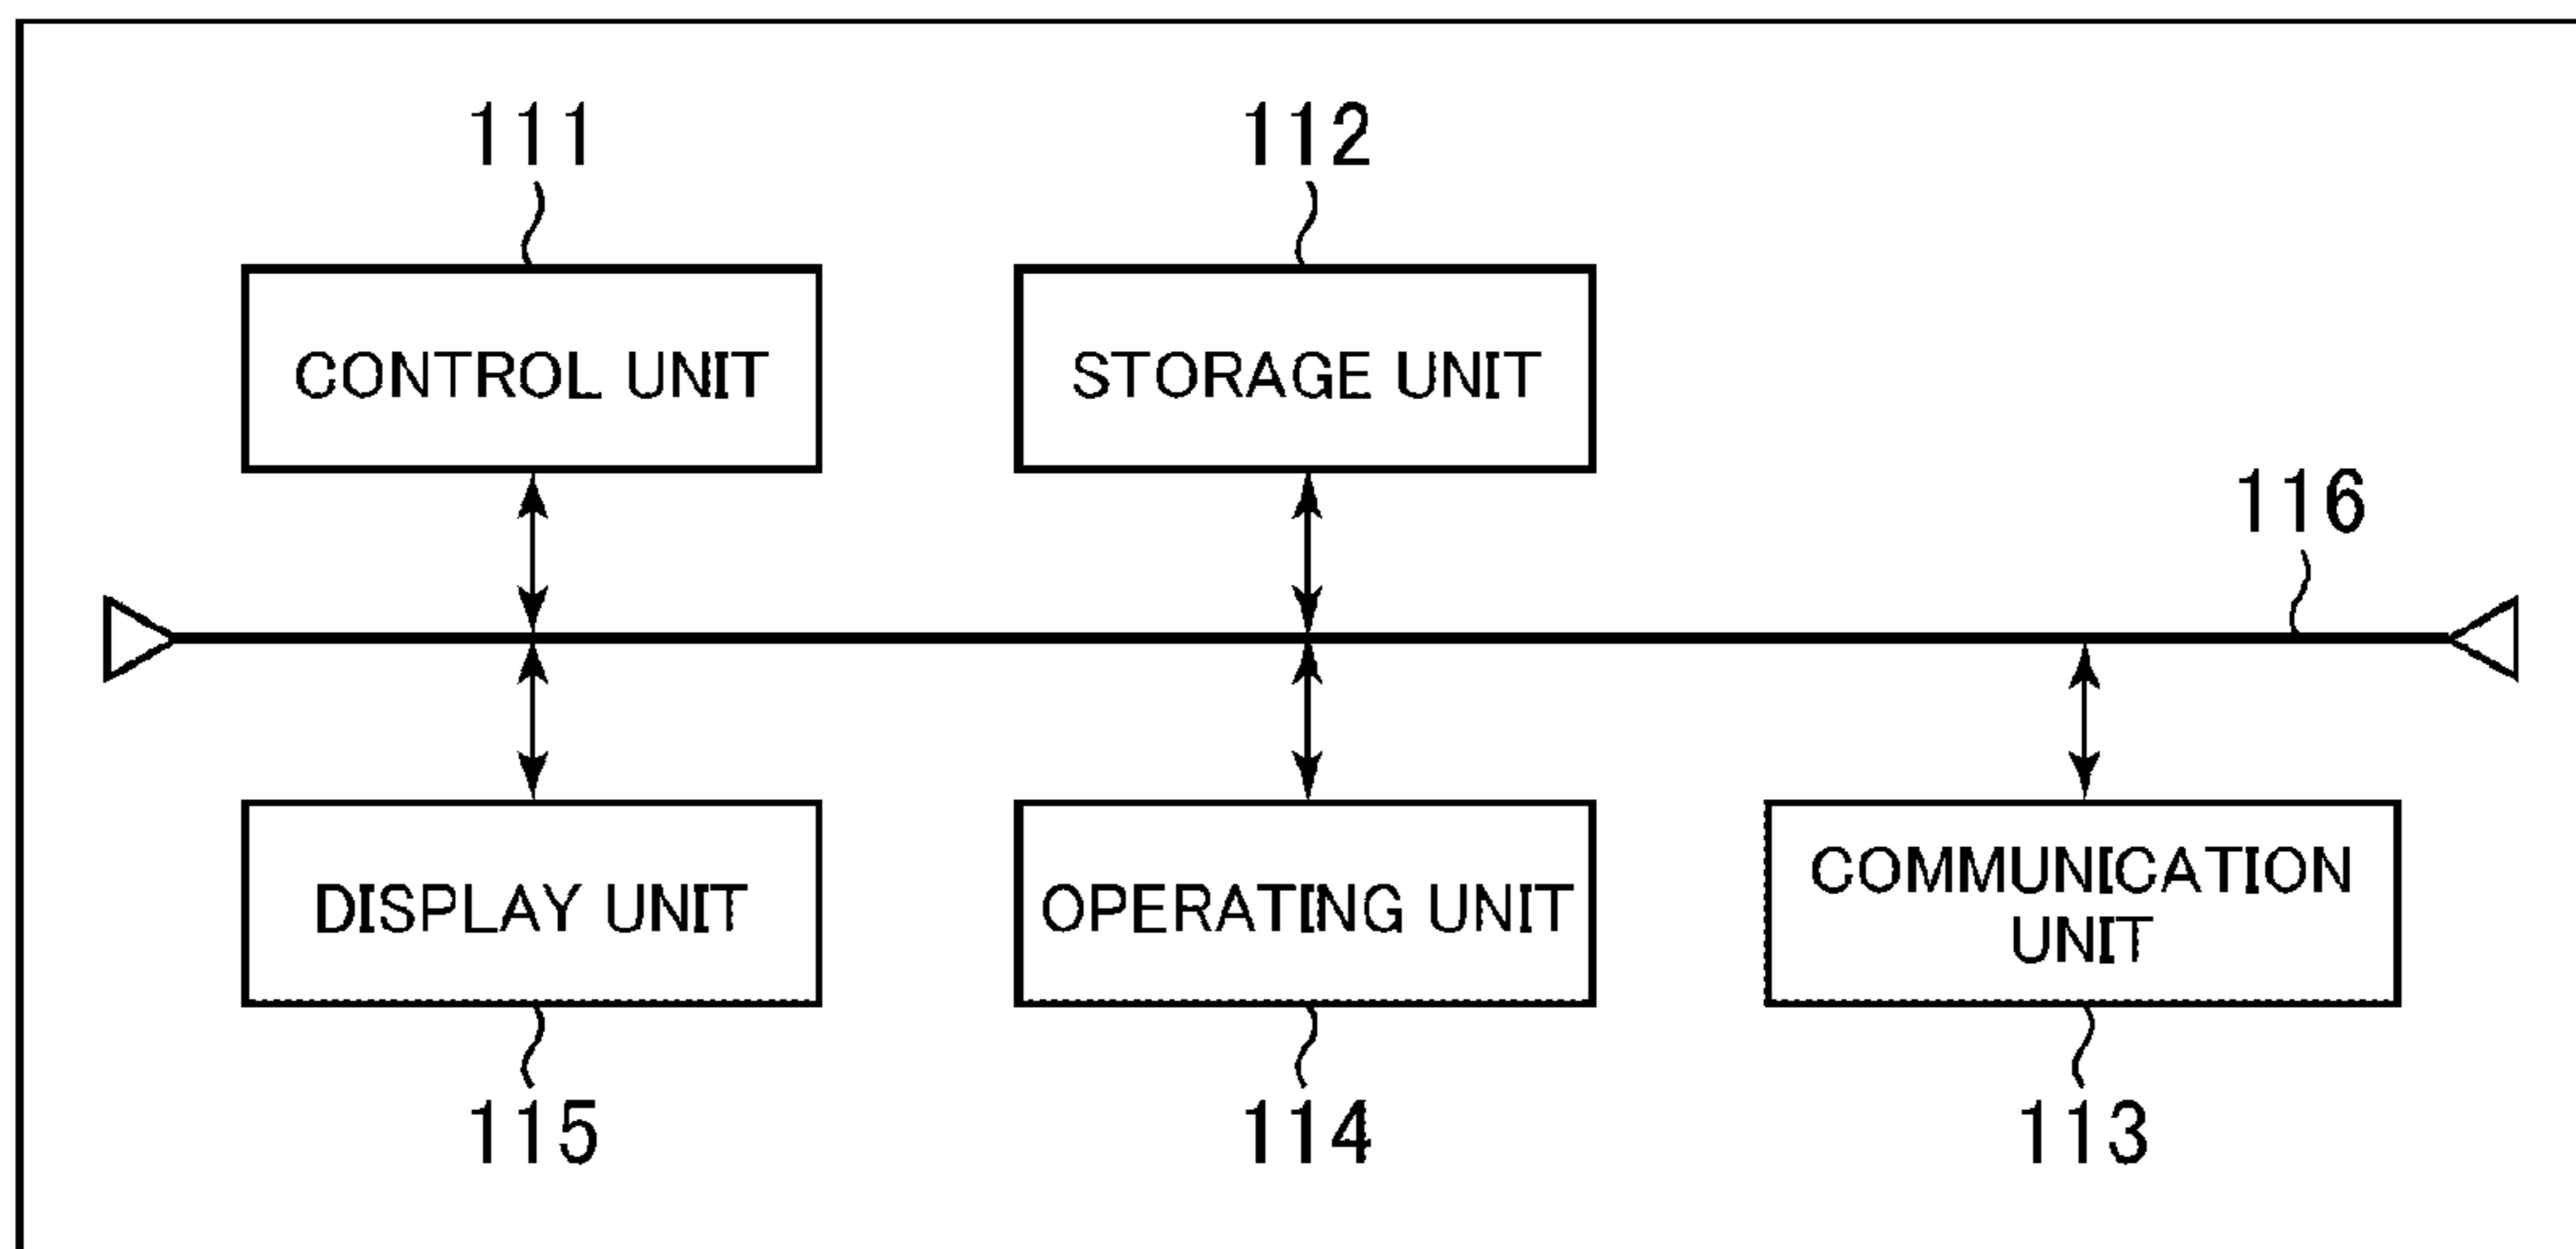 111
112
CONTROL UNIT
STORAGE UNIT
116
DISPLAY UNIT
OPERATING UNIT
COMMUNICATION
UNIT
115
114
113